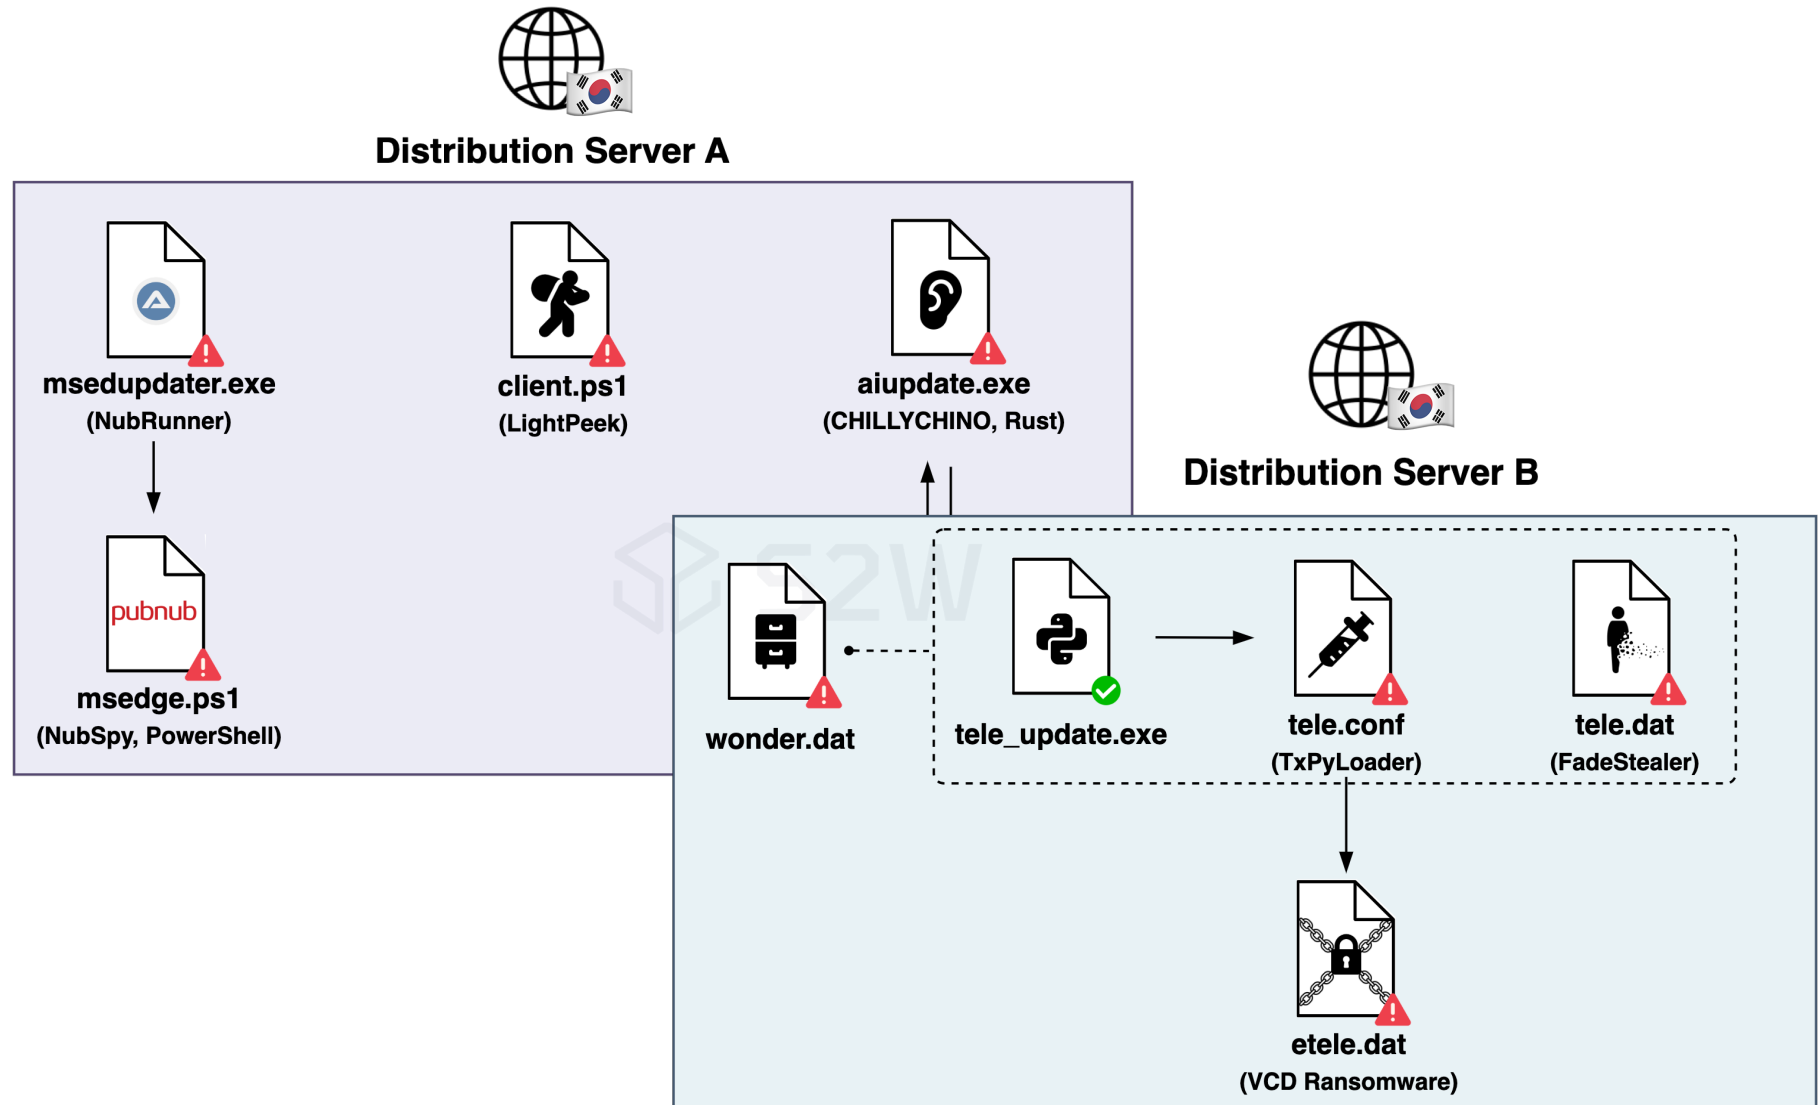 Distribution Server A
msedupdater.exe
(NubRunner)
client.ps1
(LightPeek)
aiupdate.exe
(CHILLYCHINO, Rust)
pubnub
msedge.ps1
(NubSpy, PowerShell)
Distribution Server B
S2W
wonder.dat
tele_update.exe
tele.conf
(TxPyLoader)
tele.dat
(FadeStealer)
etele.dat
(VCD Ransomware)